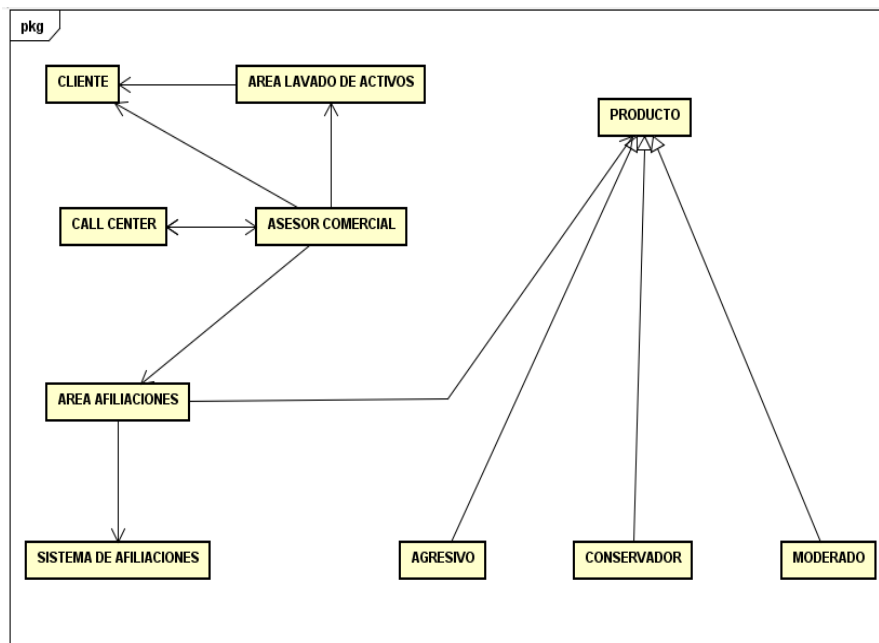 pkg
CLIENTE
AREA LAVADO DE ACTIVOS
PRODUCTO
CALL CENTER
ASESOR COMERCIAL
AREA AFILIACIONES
SISTEMA DE AFILIACIONES
AGRESIVO
CONSERVADOR
MODERADO